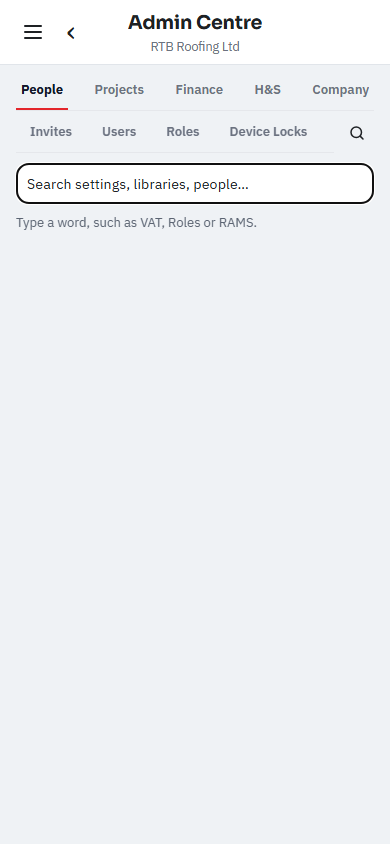 Admin Centre
RTB Roofing Ltd
People Projects Finance H&S Company
Invites Users Roles Device Locks
Search settings, libraries, people...
Type a word, such as VAT, Roles or RAMS.